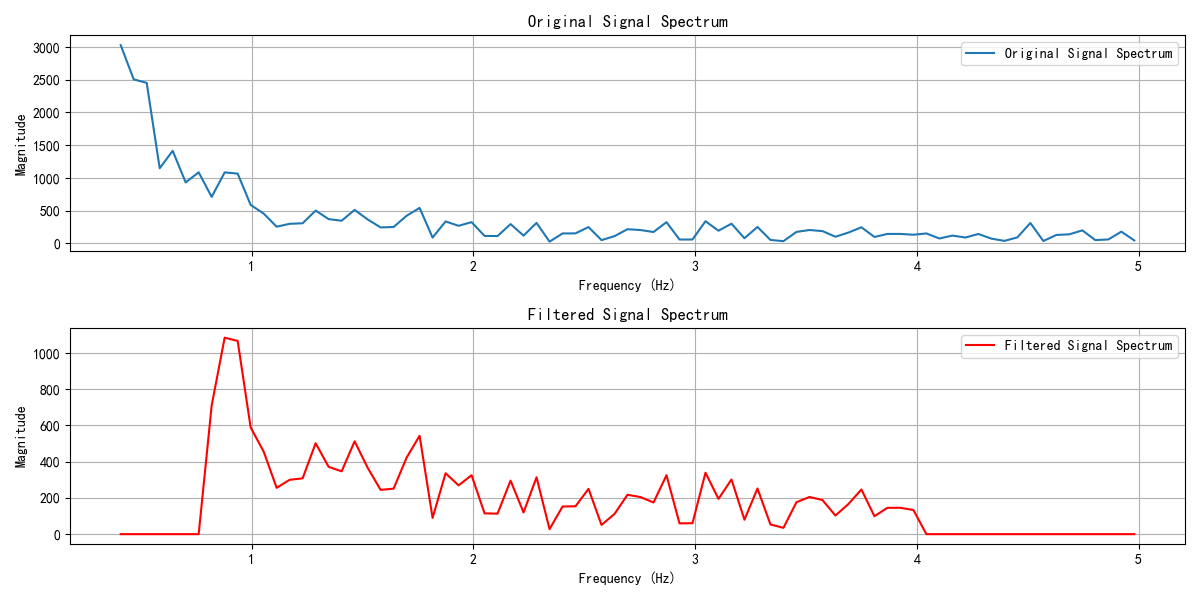 Original Signal Spectrum
3000
2500
2000
1500
1000
500
0
Magnitude
Original Signal Spectrum
1 2 3 4 5
Frequency (Hz)
Filtered Signal Spectrum
1000
800
600
400
200
0
Magnitude
Filtered Signal Spectrum
1 2 3 4 5
Frequency (Hz)